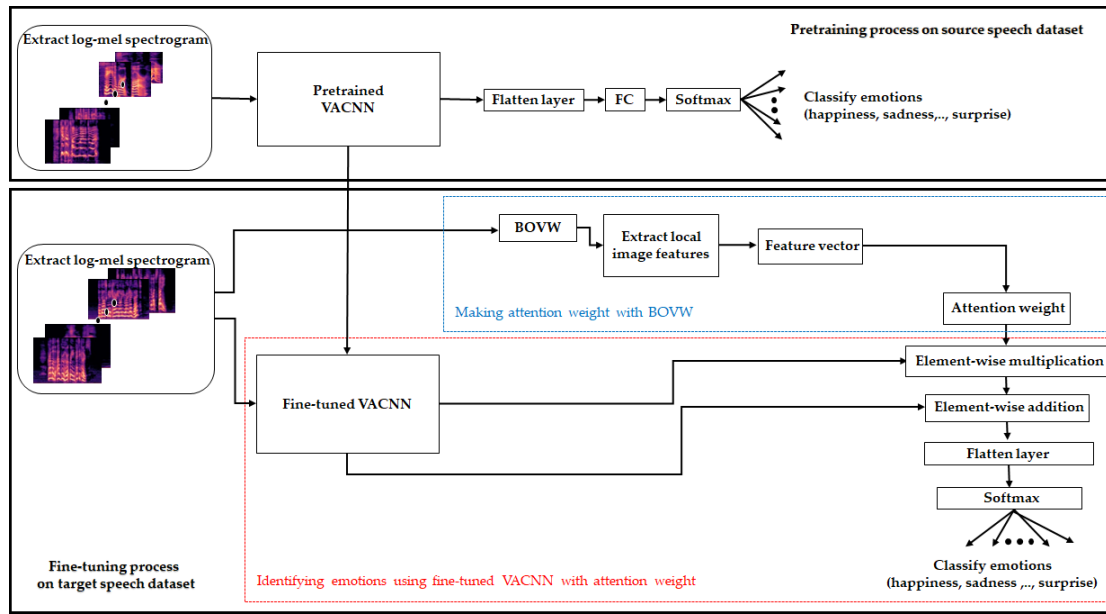 Extract log-mel spectrogram
Pretraining process on source speech dataset
Pretrained
VACNN
Flatten layer
FC
Softmax
Classify emotions
(happiness, sadness,.., surprise)
Extract log-mel spectrogram
BOVW
Extract local
image features
Feature vector
Making attention weight with BOVW
Attention weight
Fine-tuned VACNN
Element-wise multiplication
Element-wise addition
Flatten layer
Softmax
Classify emotions
(happiness, sadness ,.., surprise)
Fine-tuning process
on target speech dataset
Identifying emotions using fine-tuned VACNN with attention weight